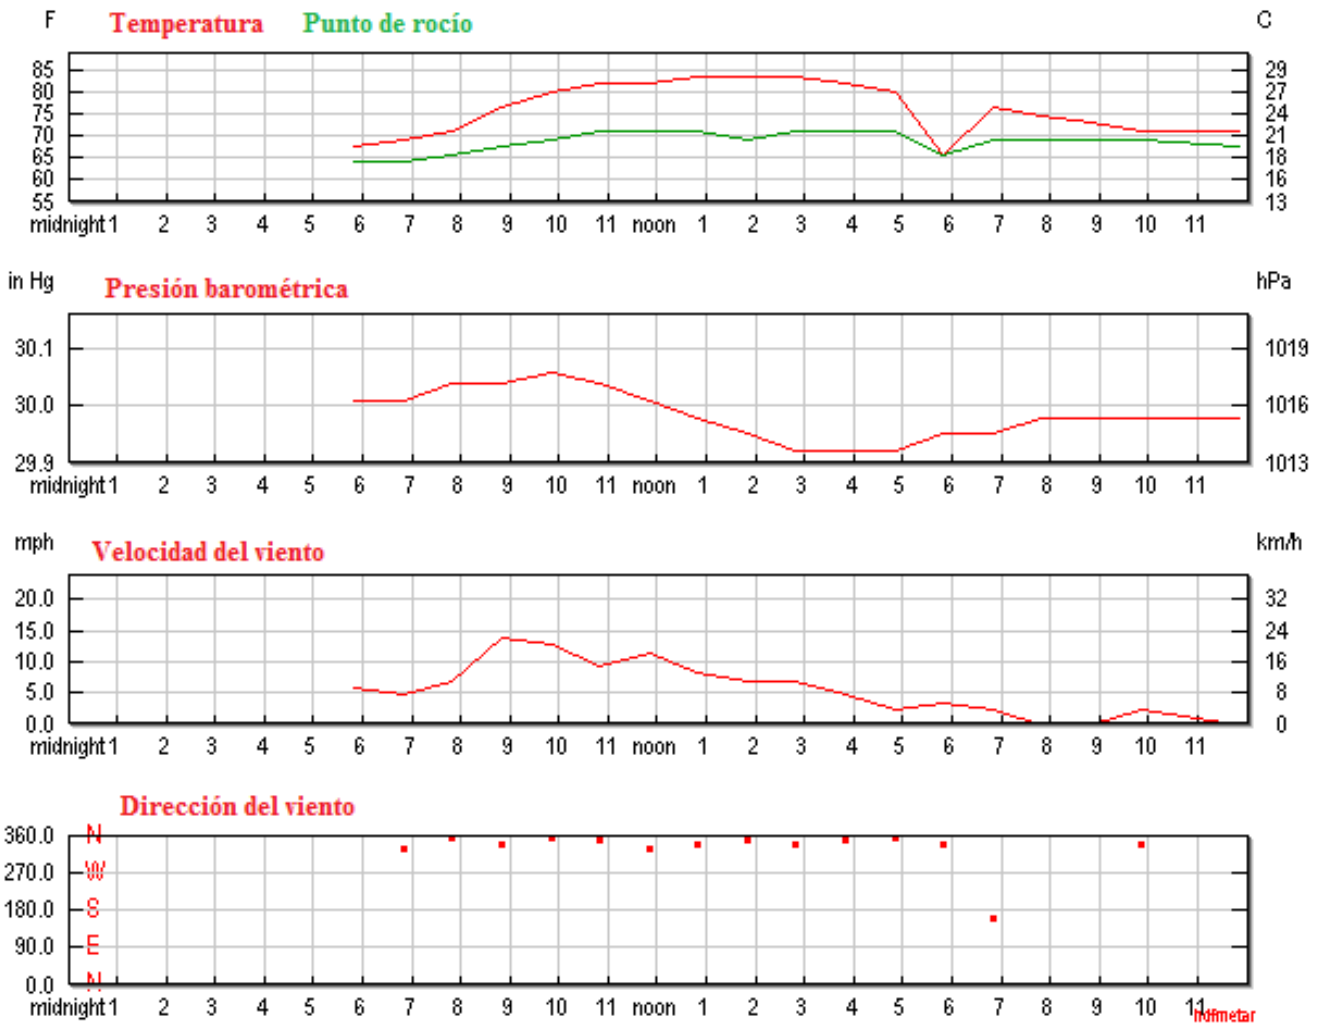 F Temperatura Punto de rocío C
85 29
80 27
75 24
70 21
65 18
60 16
55 13
midnight 1 2 3 4 5 6 7 8 9 10 11 noon 1 2 3 4 5 6 7 8 9 10 11
in Hg Presión barométrica hPa
30.1 1019
30.0 1016
29.9 1013
midnight 1 2 3 4 5 6 7 8 9 10 11 noon 1 2 3 4 5 6 7 8 9 10 11
mph Velocidad del viento km/h
20.0 32
15.0 24
10.0 16
5.0 8
0.0 0
midnight 1 2 3 4 5 6 7 8 9 10 11 noon 1 2 3 4 5 6 7 8 9 10 11
Dirección del viento
360.0 N
270.0 W
180.0 S
90.0 E
0.0 N
midnight 1 2 3 4 5 6 7 8 9 10 11 noon 1 2 3 4 5 6 7 8 9 10 11